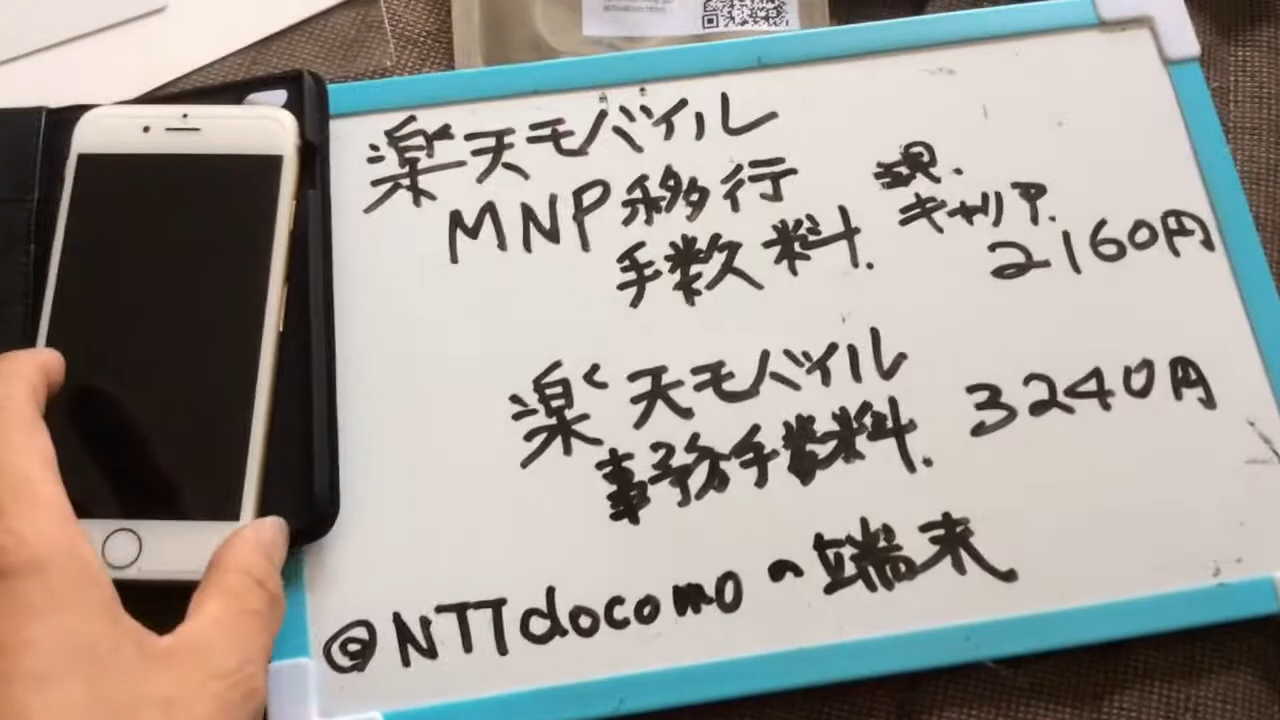 楽天モバイル
MNP移行
手数料.
現.
キャリア.
2160円
楽天モバイル
事務手数料.
3240円
@NTTdocomoの端末